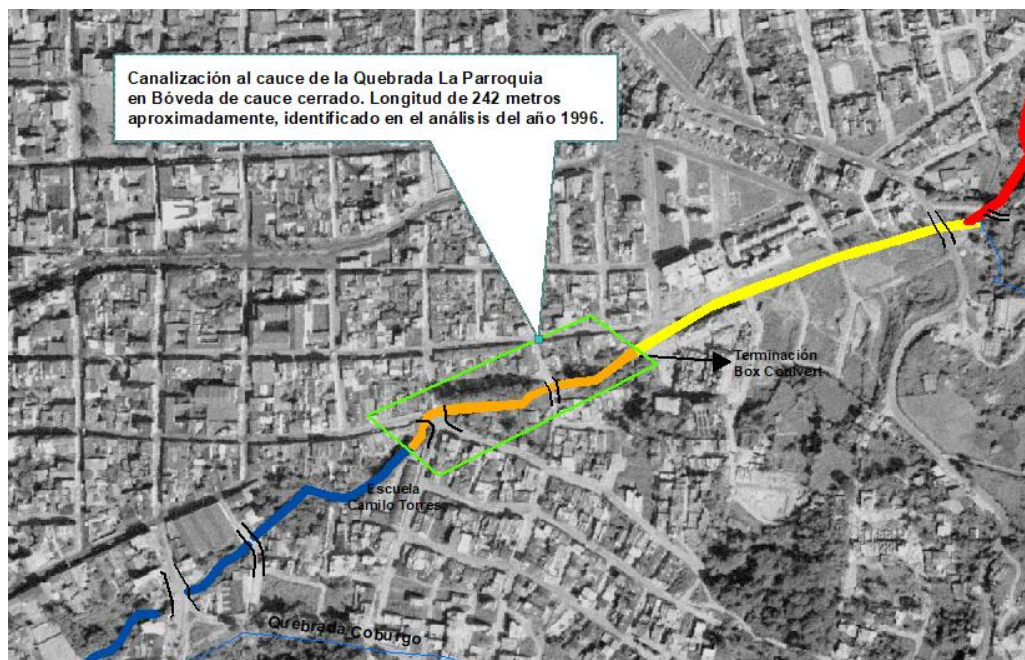 Canalización al cauce de la Quebrada La Parroquia
en Bóveda de cauce cerrado. Longitud de 242 metros
aproximadamente, identificado en el análisis del año 1996.
Terminación
Box Coulvert
Escuela
Camilo Torres
Quebrada Coburgo